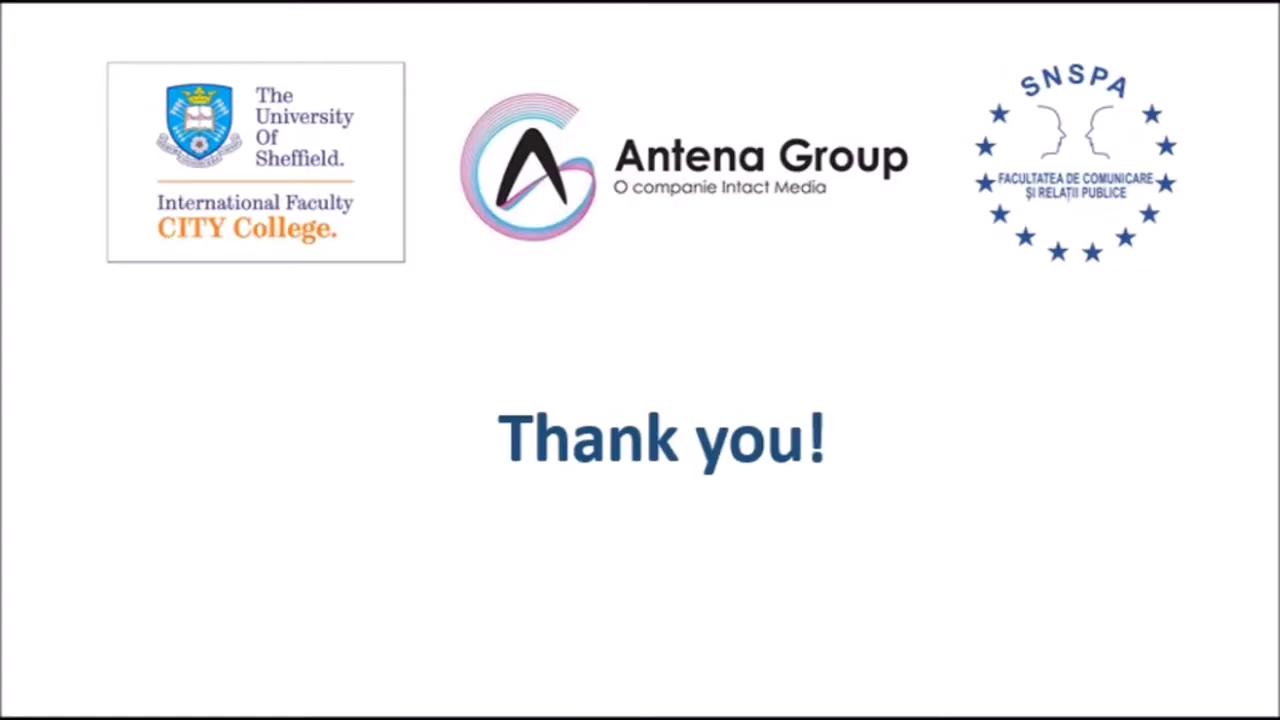 The
University
Of
Sheffield.
International Faculty
CITY College.
Antena Group
O companie Intact Media
SNSPA
FACULTATEA DE COMUNICARE
ȘI RELAȚII PUBLICE
Thank you!